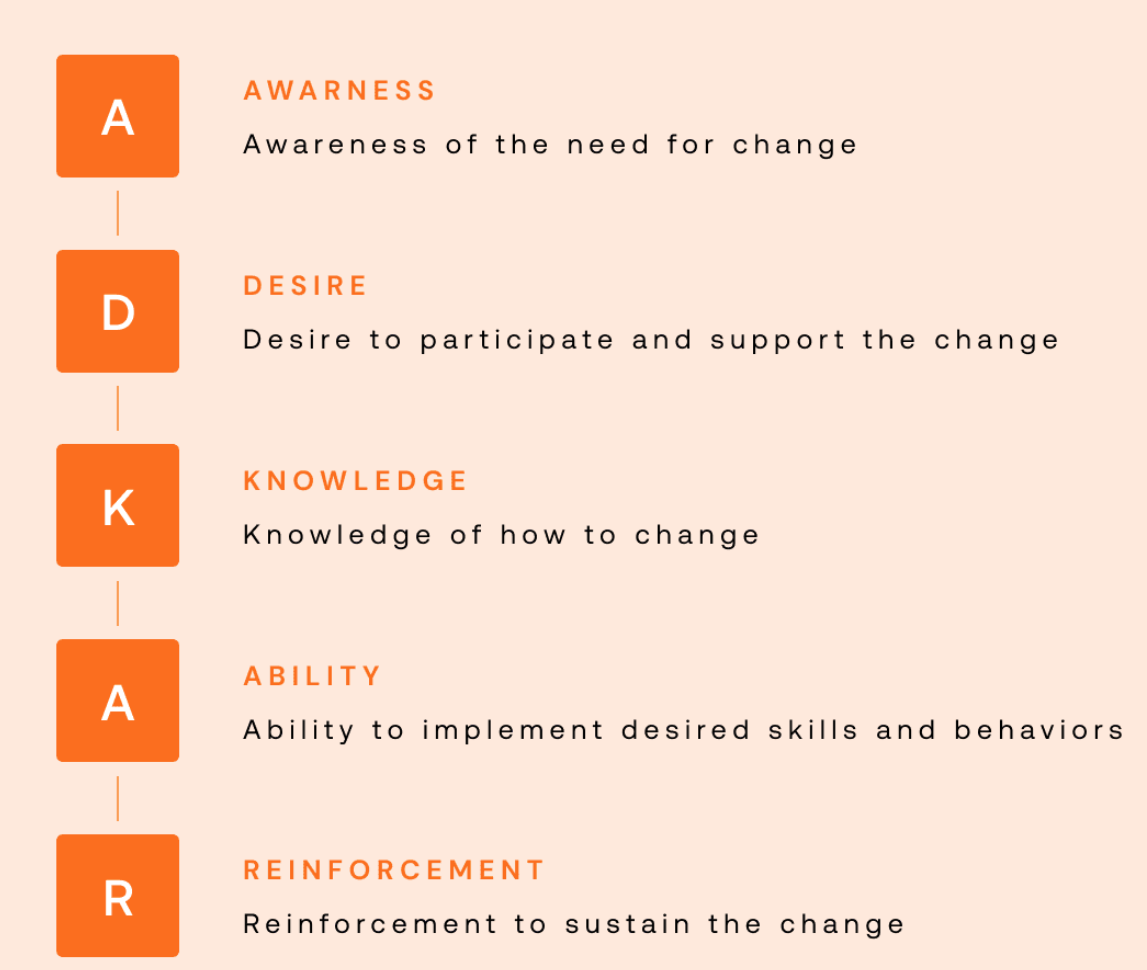 A
AWARNESS
Awareness of the need for change
D
DESIRE
Desire to participate and support the change
K
KNOWLEDGE
Knowledge of how to change
A
ABILITY
Ability to implement desired skills and behaviors
R
REINFORCEMENT
Reinforcement to sustain the change